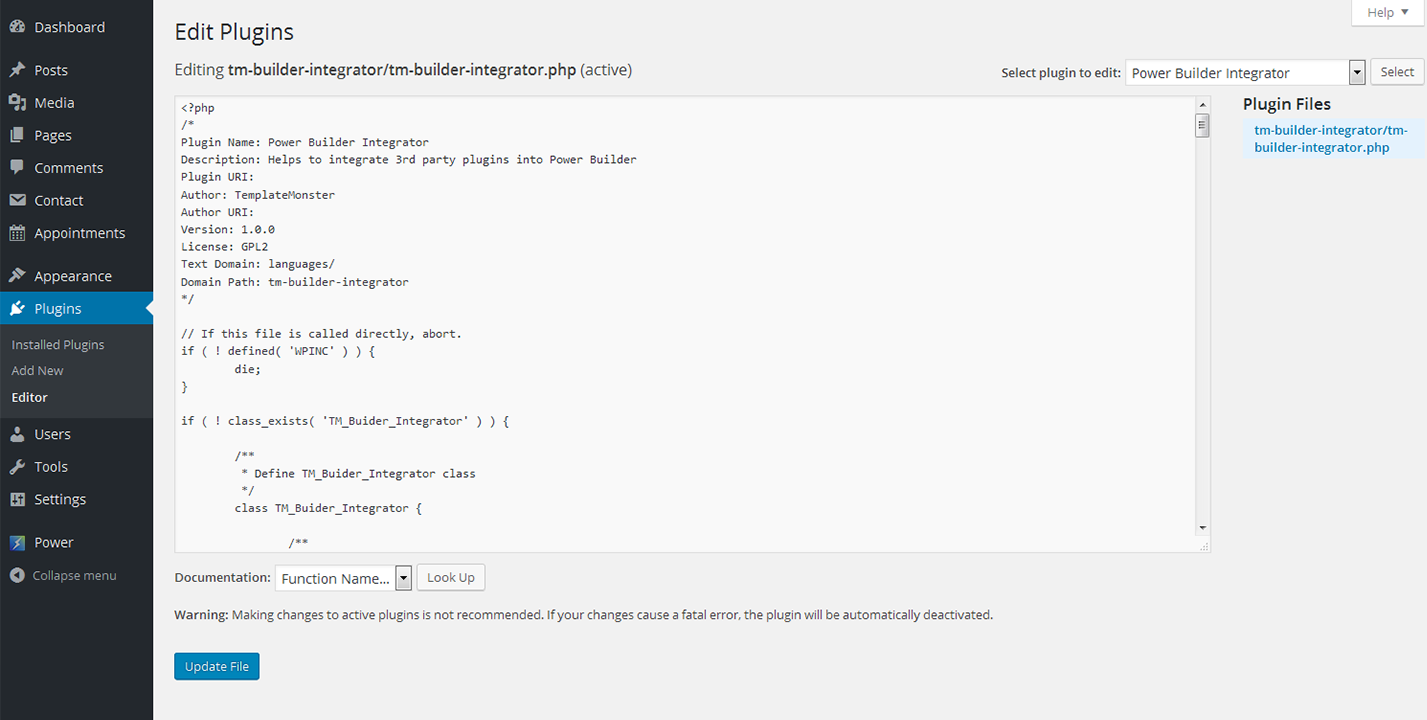 Dashboard
Posts
Media
Pages
Comments
Contact
Appointments
Appearance
Plugins
Installed Plugins
Add New
Editor
Users
Tools
Settings
Power
Collapse menu
Help
Edit Plugins
Editing tm-builder-integrator/tm-builder-integrator.php (active)
Select plugin to edit: Power Builder Integrator Select
<?php
/*
Plugin Name: Power Builder Integrator
Description: Helps to integrate 3rd party plugins into Power Builder
Plugin URI:
Author: TemplateMonster
Author URI:
Version: 1.0.0
License: GPL2
Text Domain: languages/
Domain Path: tm-builder-integrator
*/
// If this file is called directly, abort.
if ( ! defined( 'WPINC' ) ) {
die;
}
if ( ! class_exists( 'TM_Buider_Integrator' ) ) {
/**
* Define TM_Buider_Integrator class
*/
class TM_Buider_Integrator {
/**
Plugin Files
tm-builder-integrator/tm-
builder-integrator.php
Documentation: Function Name... Look Up
Warning: Making changes to active plugins is not recommended. If your changes cause a fatal error, the plugin will be automatically deactivated.
Update File